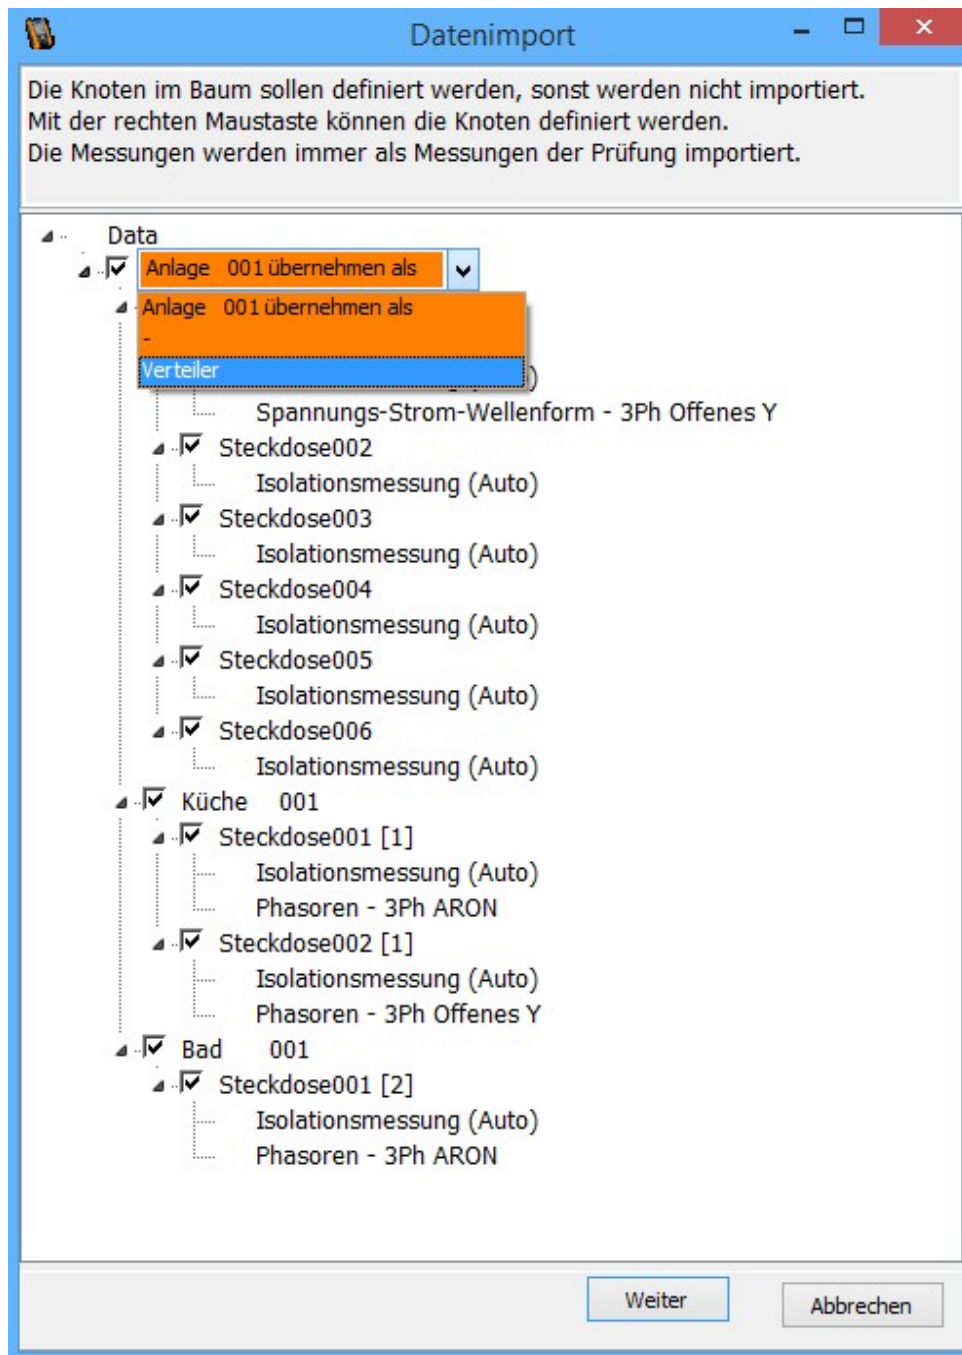 Datenimport
Die Knoten im Baum sollen definiert werden, sonst werden nicht importiert.
Mit der rechten Maustaste können die Knoten definiert werden.
Die Messungen werden immer als Messungen der Prüfung importiert.
Data
Anlage 001 übernehmen als
Anlage 001 übernehmen als
-
Verteiler
)
Spannungs-Strom-Wellenform - 3Ph Offenes Y
Steckdose002
Isolationsmessung (Auto)
Steckdose003
Isolationsmessung (Auto)
Steckdose004
Isolationsmessung (Auto)
Steckdose005
Isolationsmessung (Auto)
Steckdose006
Isolationsmessung (Auto)
Küche 001
Steckdose001 [1]
Isolationsmessung (Auto)
Phasoren - 3Ph ARON
Steckdose002 [1]
Isolationsmessung (Auto)
Phasoren - 3Ph Offenes Y
Bad 001
Steckdose001 [2]
Isolationsmessung (Auto)
Phasoren - 3Ph ARON
Weiter
Abbrechen